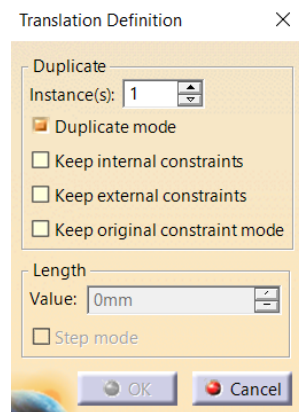 Translation Definition
Duplicate
Instance(s): 1
Duplicate mode
Keep internal constraints
Keep external constraints
Keep original constraint mode
Length
Value: 0mm
Step mode
OK Cancel